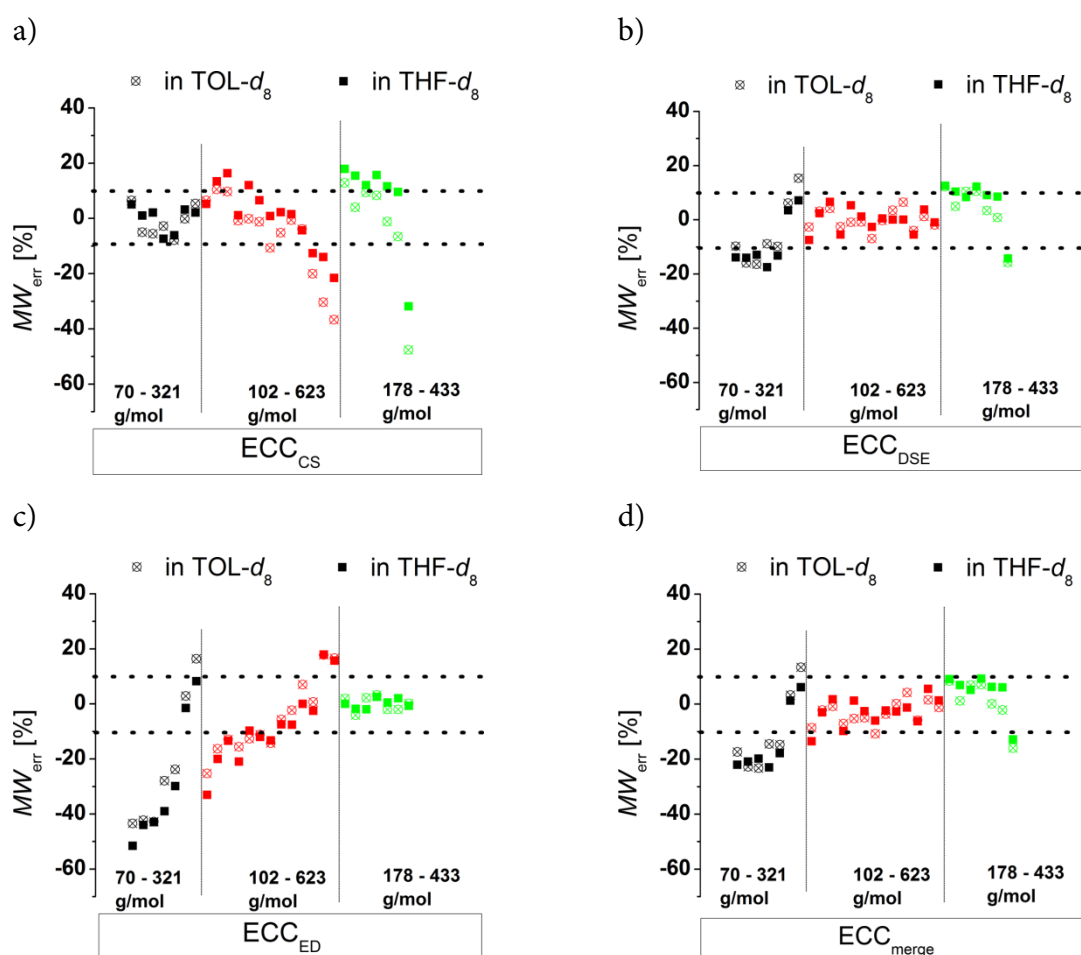 a)
in TOL-d8 in THF-d8
40
20
0
-20
-40
-60
MWerr [%]
70 - 321 g/mol
102 - 623 g/mol
178 - 433 g/mol
ECCCS
b)
in TOL-d8 in THF-d8
40
20
0
-20
-40
-60
MWerr [%]
70 - 321 g/mol
102 - 623 g/mol
178 - 433 g/mol
ECCDSE
c)
in TOL-d8 in THF-d8
40
20
0
-20
-40
-60
MWerr [%]
70 - 321 g/mol
102 - 623 g/mol
178 - 433 g/mol
ECCED
d)
in TOL-d8 in THF-d8
40
20
0
-20
-40
-60
MWerr [%]
70 - 321 g/mol
102 - 623 g/mol
178 - 433 g/mol
ECCmerge